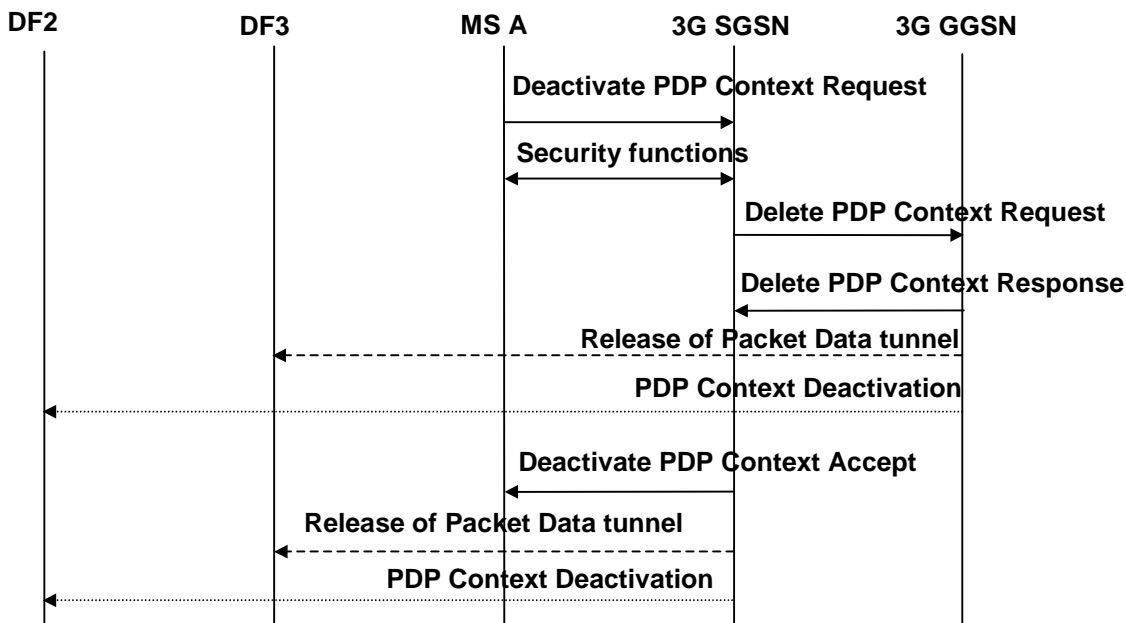 DF2
DF3
MS A
3G SGSN
3G GGSN
Deactivate PDP Context Request
Security functions
Delete PDP Context Request
Delete PDP Context Response
Release of Packet Data tunnel
PDP Context Deactivation
Deactivate PDP Context Accept
Release of Packet Data tunnel
PDP Context Deactivation